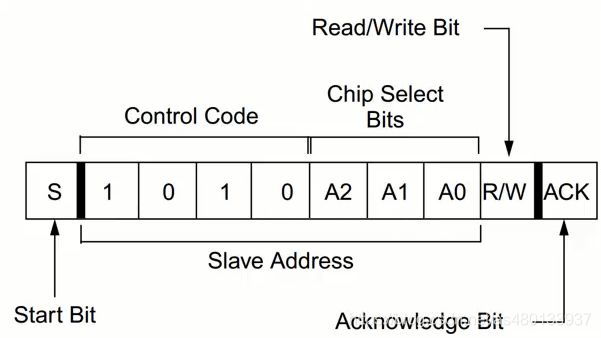 Read/Write Bit
Control Code
Chip Select
Bits
S 1 0 1 0 A2 A1 A0 R/W ACK
Slave Address
Start Bit
Acknowledge Bit